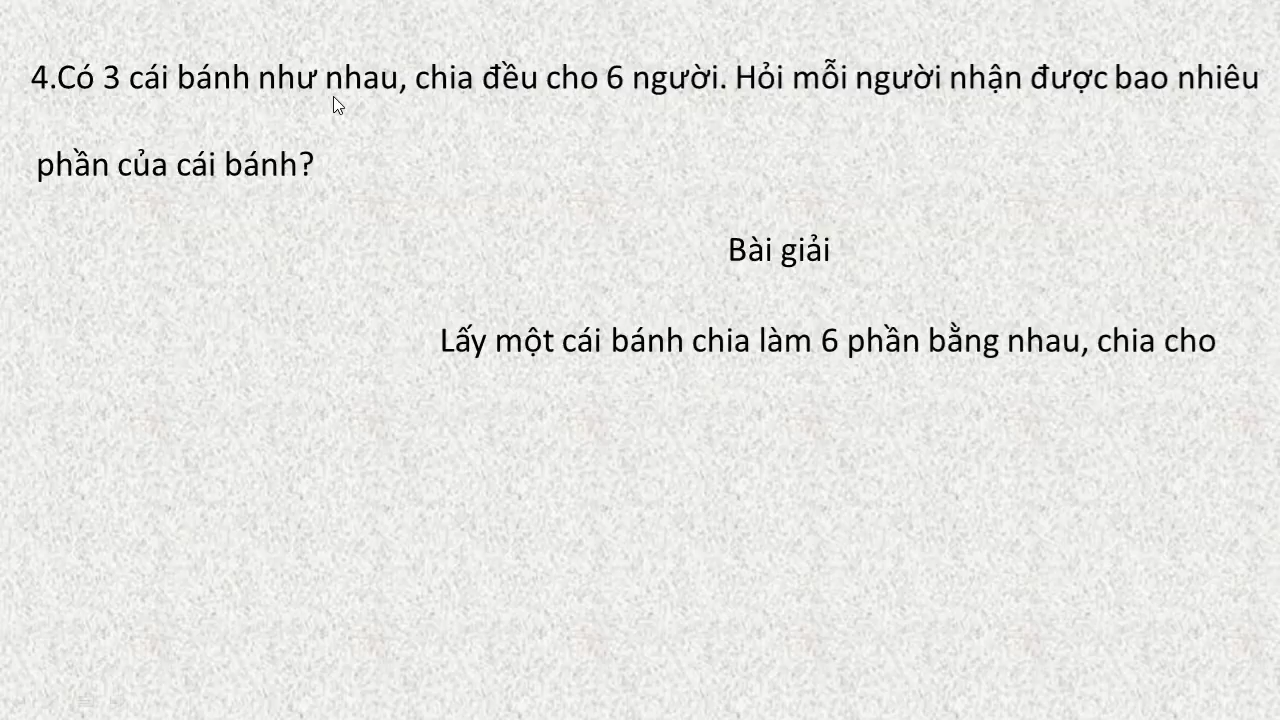 4.Có 3 cái bánh như nhau, chia đều cho 6 người. Hỏi mỗi người nhận được bao nhiêu
phần của cái bánh?
Bài giải
Lấy một cái bánh chia làm 6 phần bằng nhau, chia cho